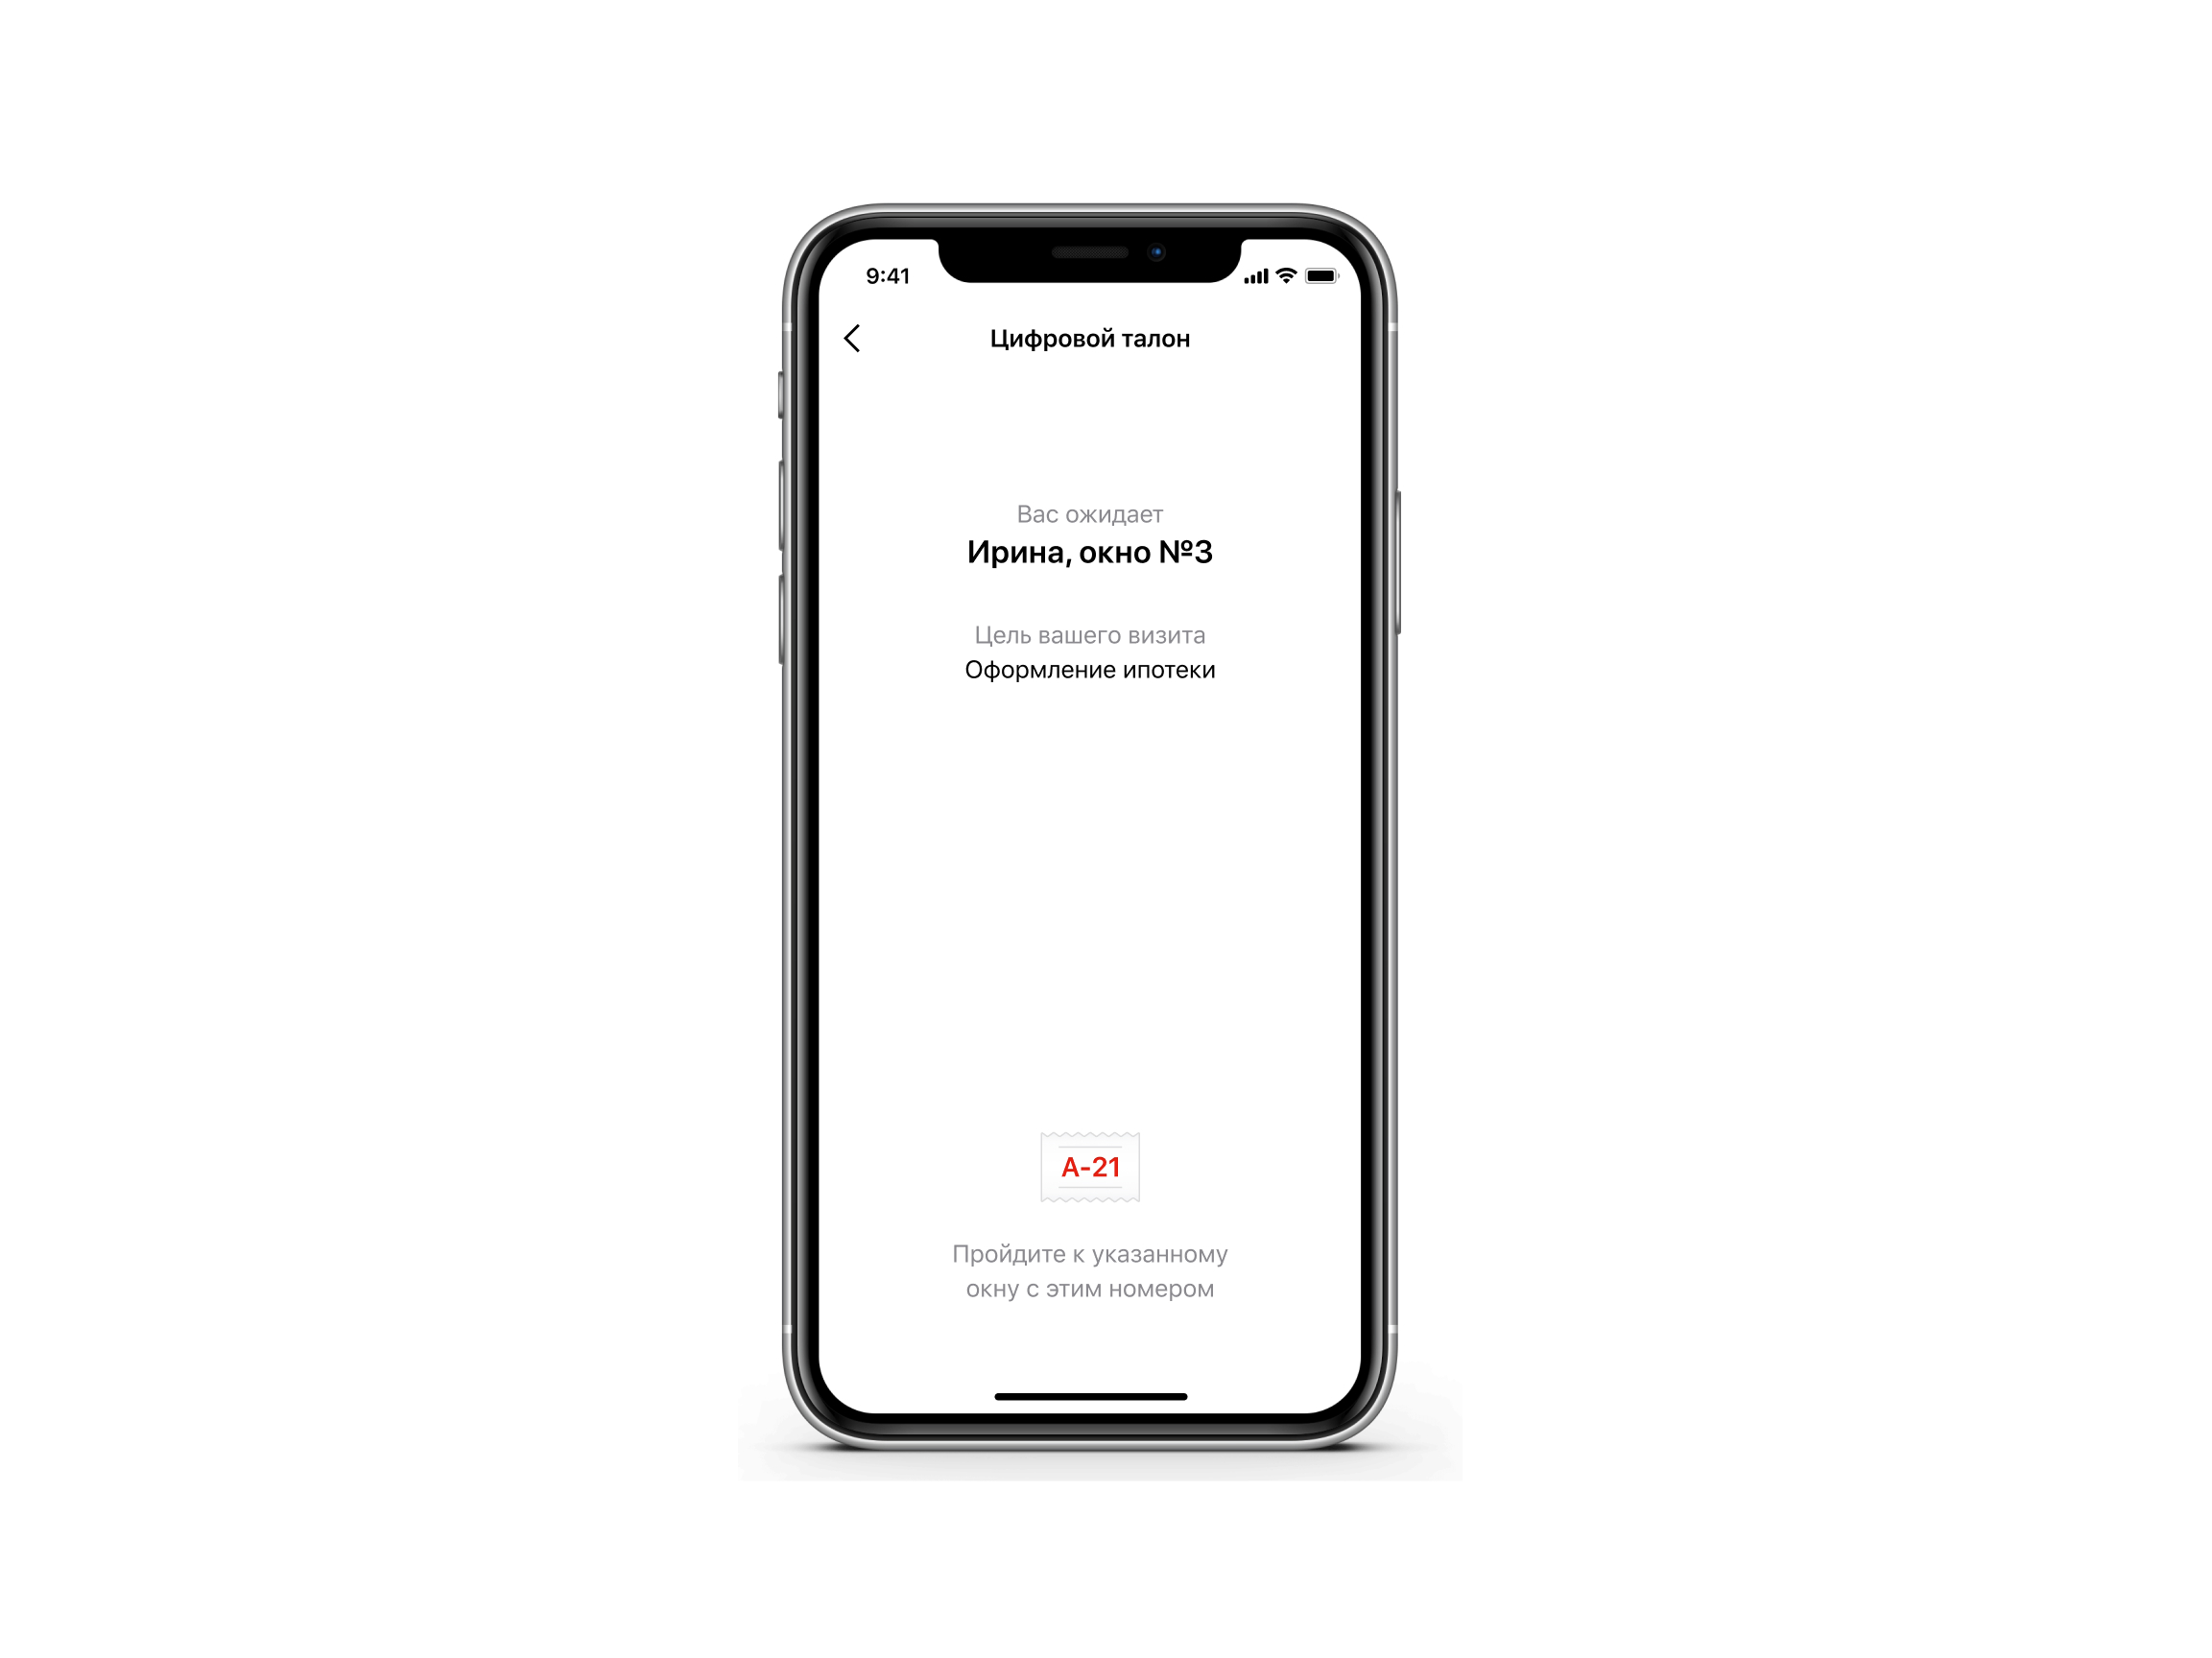 9:41
Цифровой талон
Вас ожидает
Ирина, окно №3
Цель вашего визита
Оформление ипотеки
А-21
Пройдите к указанному
окну с этим номером